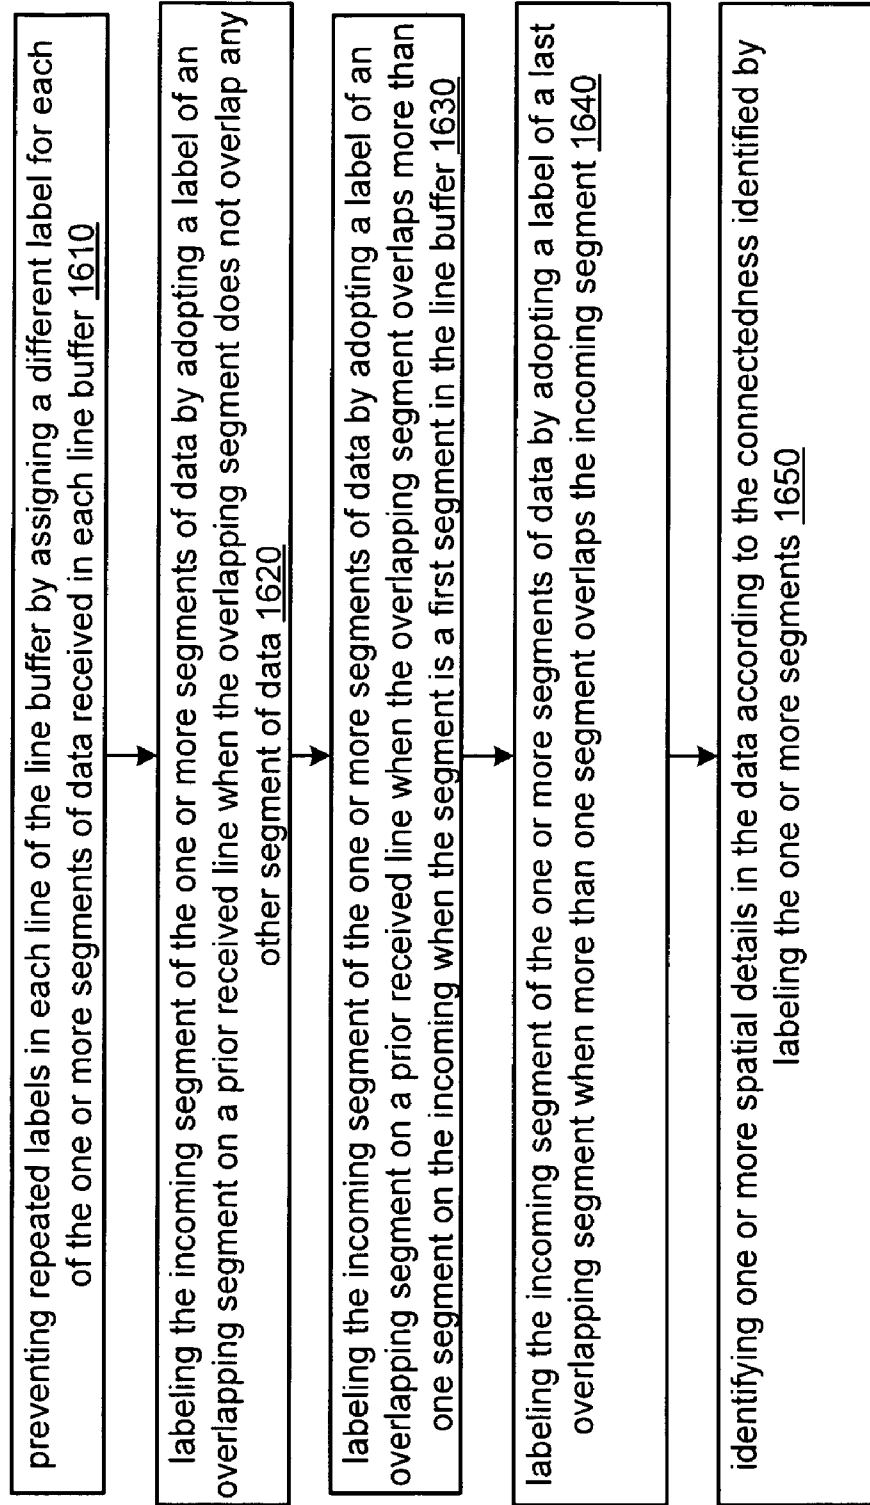 preventing repeated labels in each line of the line buffer by assigning a different label for each
of the one or more segments of data received in each line buffer 1610
labeling the incoming segment of the one or more segments of data by adopting a label of an
overlapping segment on a prior received line when the overlapping segment does not overlap any
other segment of data 1620
labeling the incoming segment of the one or more segments of data by adopting a label of an
overlapping segment on a prior received line when the overlapping segment overlaps more than
one segment on the incoming when the segment is a first segment in the line buffer 1630
labeling the incoming segment of the one or more segments of data by adopting a label of a last
overlapping segment when more than one segment overlaps the incoming segment 1640
identifying one or more spatial details in the data according to the connectedness identified by
labeling the one or more segments 1650